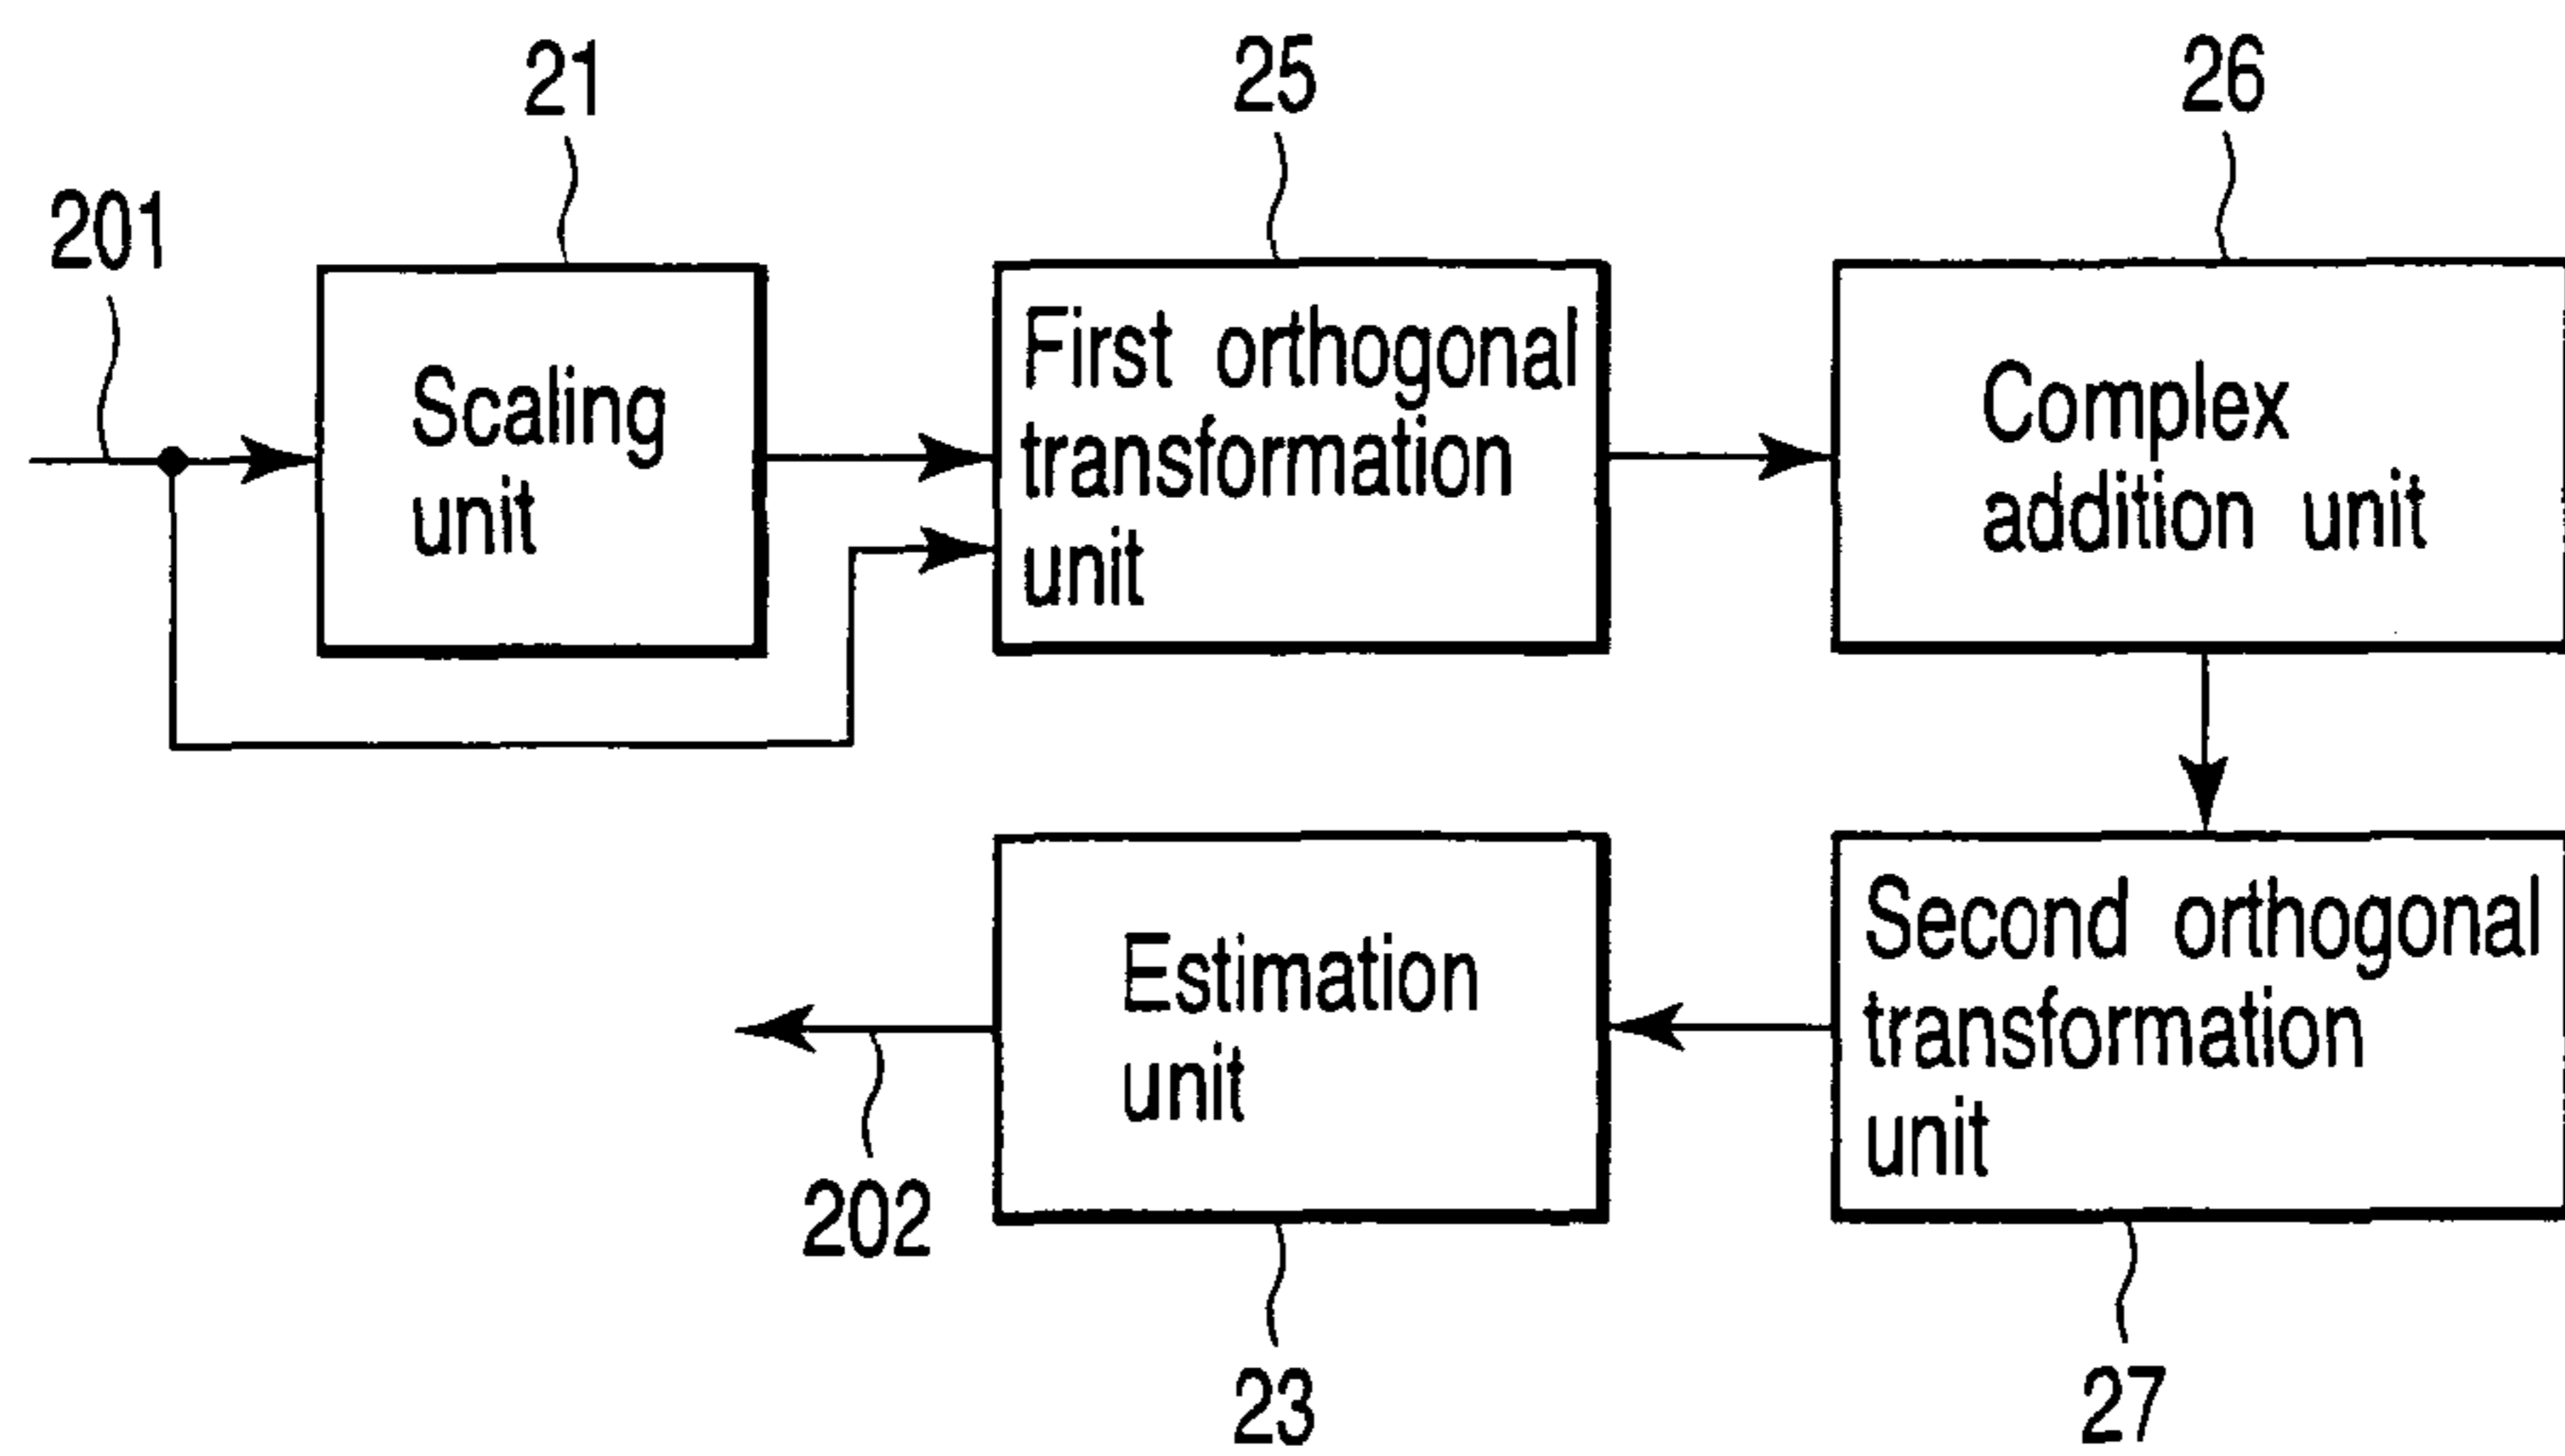 21
25
26
201
Scaling
unit
First orthogonal
transformation
unit
Complex
addition unit
Estimation
unit
Second orthogonal
transformation
unit
202
23
27